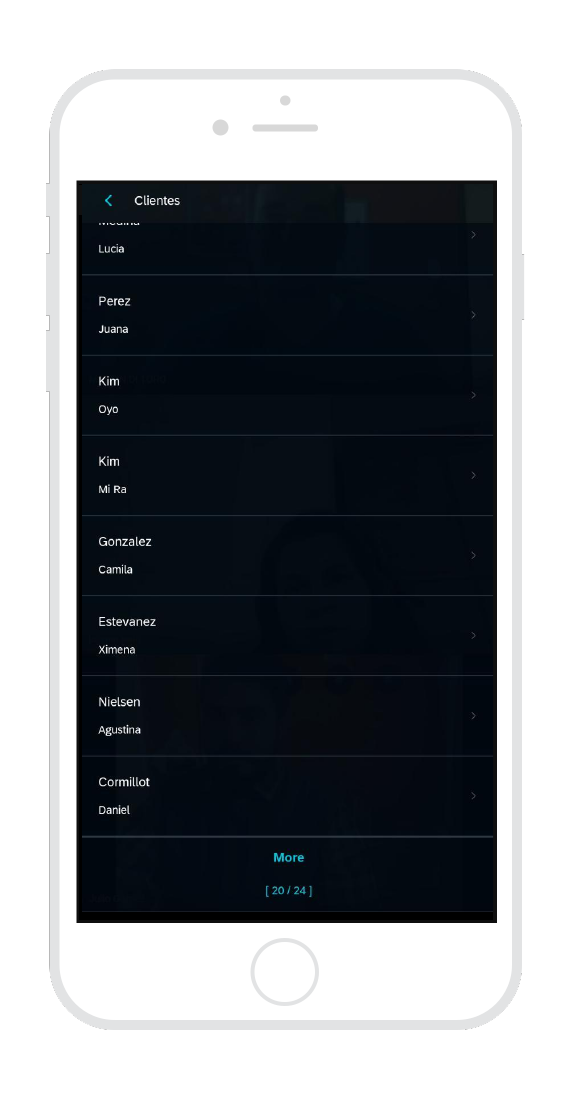 Clientes
Medina
Lucia
Perez
Juana
Kim
Oyo
Kim
Mi Ra
Gonzalez
Camila
Estevanez
Ximena
Nielsen
Agustina
Cormillot
Daniel
More
[ 20 / 24 ]